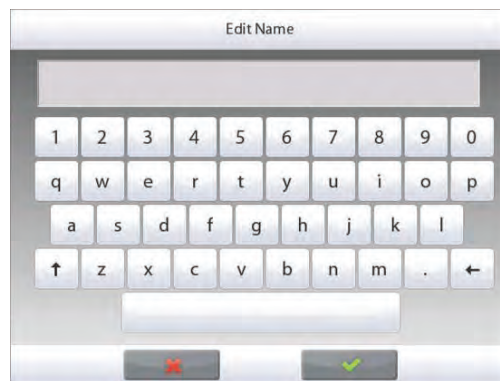 Edit Name
1 2 3 4 5 6 7 8 9 0
q w e r t y u i o p
a s d f g h j k l
↑ z x c v b n m . ←